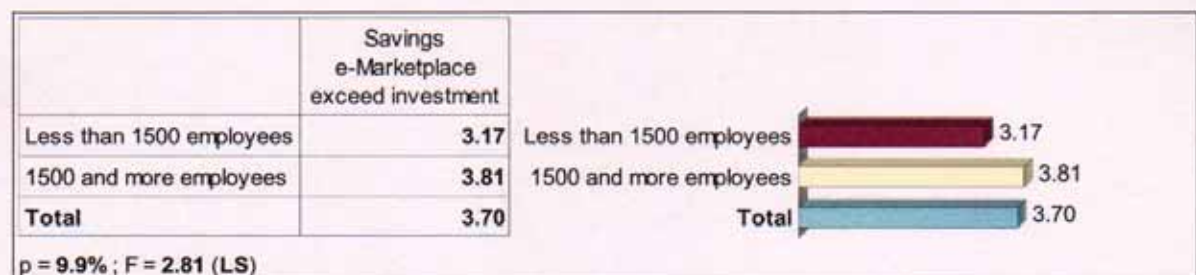 Savings
e-Marketplace
exceed investment
Less than 1500 employees 3.17
1500 and more employees 3.81
Total 3.70
Less than 1500 employees 3.17
1500 and more employees 3.81
Total 3.70
p = 9.9% ; F = 2.81 (LS)